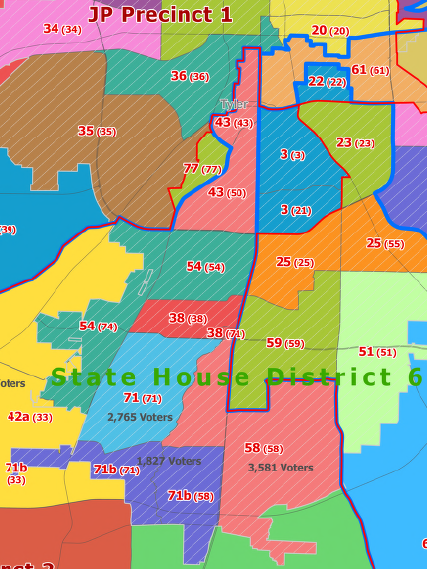 JP Precinct 1
34 (34)
20 (20)
36 (36)
61 (61)
22 (22)
Tyler
43 (43)
35 (35)
3 (3)
23 (23)
77 (77)
43 (50)
3 (21)
25 (55)
54 (54)
25 (25)
38 (38)
54 (74)
38 (71)
59 (59)
51 (51)
State House District 6
oters
71 (71)
42a (33)
2,765 Voters
58 (58)
1,827 Voters
3,581 Voters
71b
(33)
71b (71)
71b (58)